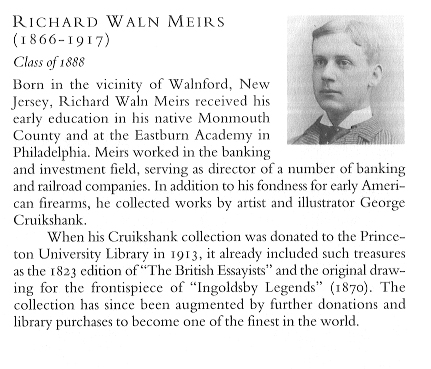 RICHARD WALN MEIRS
(1866-1917)
Class of 1888
Born in the vicinity of Walnford, New
Jersey, Richard Waln Meirs received his
early education in his native Monmouth
County and at the Eastburn Academy in
Philadelphia. Meirs worked in the banking
and investment field, serving as director of a number of banking
and railroad companies. In addition to his fondness for early Ameri-
can firearms, he collected works by artist and illustrator George
Cruikshank.
When his Cruikshank collection was donated to the Prince-
ton University Library in 1913, it already included such treasures
as the 1823 edition of "The British Essayists" and the original draw-
ing for the frontispiece of "Ingoldsby Legends" (1870). The
collection has since been augmented by further donations and
library purchases to become one of the finest in the world.